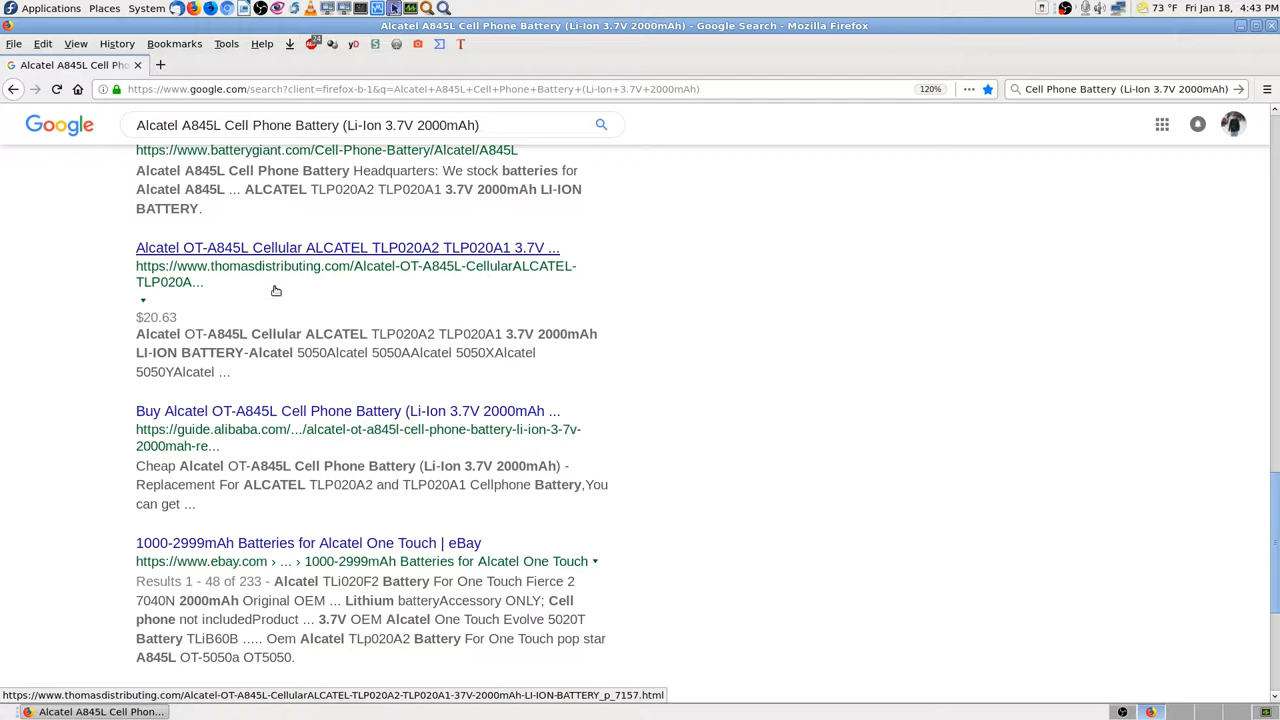 Applications Places System 73 °F Fri Jan 18, 4:43 PM
Alcatel A845L Cell Phone Battery (Li-Ion 3.7V 2000mAh) - Google Search - Mozilla Firefox
File Edit View History Bookmarks Tools Help 24 yD S T
G Alcatel A845L Cell Pho
https://www.google.com/search?client=firefox-b-1&q=Alcatel+A845L+Cell+Phone+Battery+(Li-Ion+3.7V+2000mAh) 120% Cell Phone Battery (Li-Ion 3.7V 2000mAh)
Google Alcatel A845L Cell Phone Battery (Li-Ion 3.7V 2000mAh)
https://www.batterygiant.com/Cell-Phone-Battery/Alcatel/A845L
Alcatel A845L Cell Phone Battery Headquarters: We stock batteries for
Alcatel A845L ... ALCATEL TLP020A2 TLP020A1 3.7V 2000mAh LI-ION
BATTERY.
Alcatel OT-A845L Cellular ALCATEL TLP020A2 TLP020A1 3.7V ...
https://www.thomasdistributing.com/Alcatel-OT-A845L-CellularALCATEL-
TLP020A...
$20.63
Alcatel OT-A845L Cellular ALCATEL TLP020A2 TLP020A1 3.7V 2000mAh
LI-ION BATTERY-Alcatel 5050Alcatel 5050AAlcatel 5050XAlcatel
5050YAlcatel ...
Buy Alcatel OT-A845L Cell Phone Battery (Li-Ion 3.7V 2000mAh ...
https://guide.alibaba.com/.../alcatel-ot-a845l-cell-phone-battery-li-ion-3-7v-
2000mah-re...
Cheap Alcatel OT-A845L Cell Phone Battery (Li-Ion 3.7V 2000mAh) -
Replacement For ALCATEL TLP020A2 and TLP020A1 Cellphone Battery,You
can get ...
1000-2999mAh Batteries for Alcatel One Touch | eBay
https://www.ebay.com › ... › 1000-2999mAh Batteries for Alcatel One Touch
Results 1 - 48 of 233 - Alcatel TLi020F2 Battery For One Touch Fierce 2
7040N 2000mAh Original OEM ... Lithium batteryAccessory ONLY; Cell
phone not includedProduct ... 3.7V OEM Alcatel One Touch Evolve 5020T
Battery TLiB60B ..... Oem Alcatel TLp020A2 Battery For One Touch pop star
A845L OT-5050a OT5050.
https://www.thomasdistributing.com/Alcatel-OT-A845L-CellularALCATEL-TLP020A2-TLP020A1-37V-2000mAh-LI-ION-BATTERY_p_7157.html
Alcatel A845L Cell Phon...